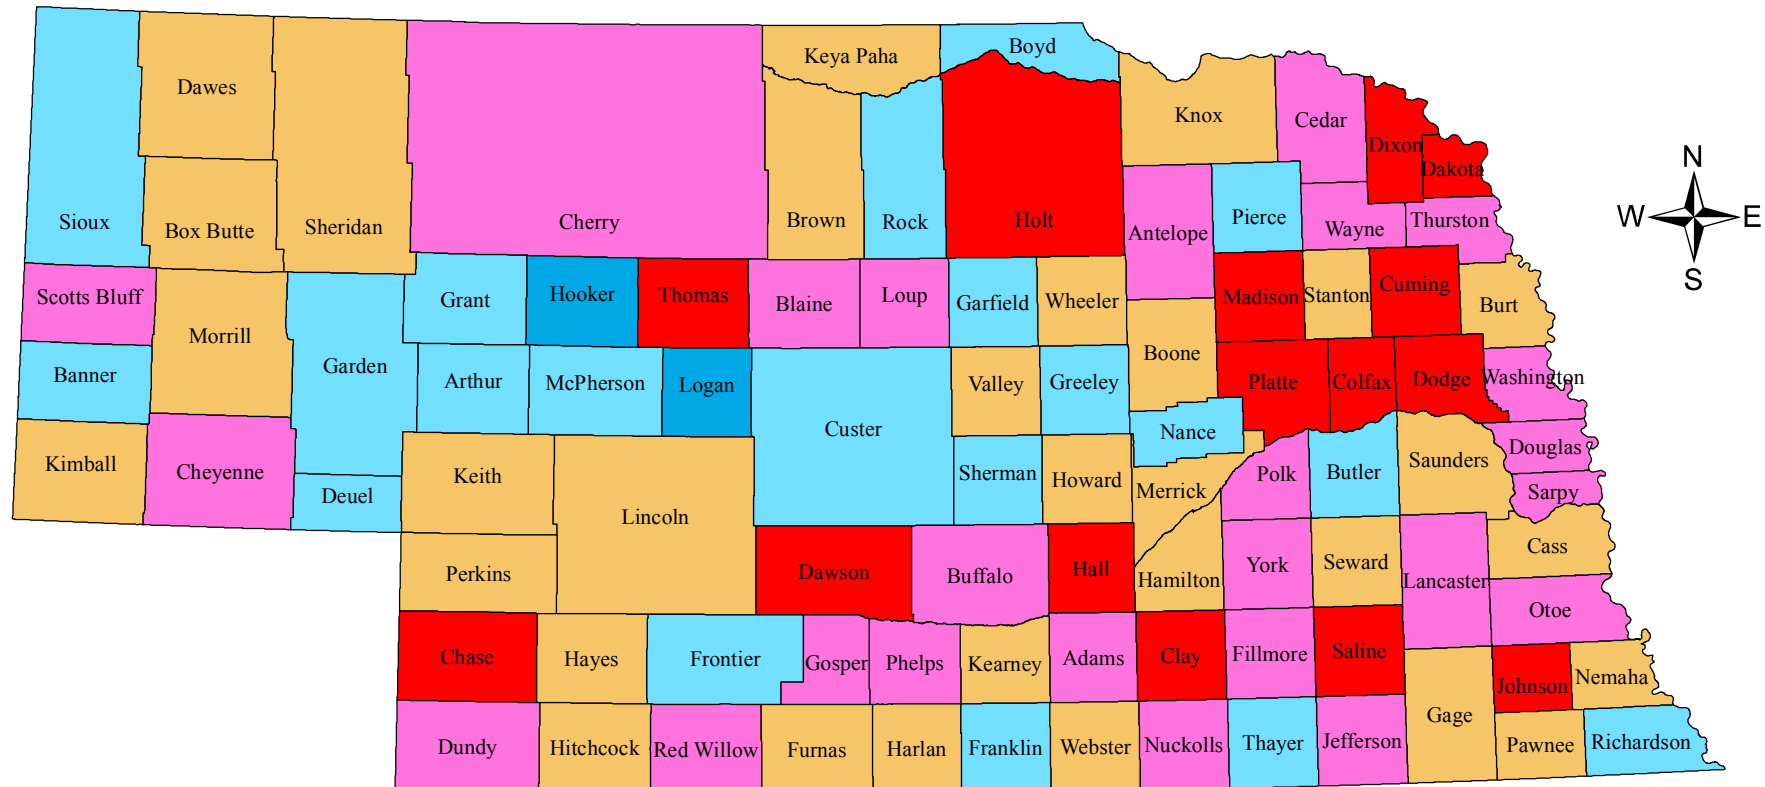 Keya Paha
Boyd
Dawes
Knox
Cedar
Dixon
Dakota
N
W
E
S
Sioux
Box Butte
Sheridan
Cherry
Brown
Rock
Holt
Antelope
Pierce
Wayne
Thurston
Scotts Bluff
Morrill
Grant
Hooker
Thomas
Blaine
Loup
Garfield
Wheeler
Madison
Stanton
Cuming
Burt
Banner
Garden
Arthur
McPherson
Logan
Custer
Valley
Greeley
Boone
Platte
Colfax
Dodge
Washington
Nance
Kimball
Cheyenne
Deuel
Keith
Lincoln
Sherman
Howard
Merrick
Polk
Butler
Saunders
Douglas
Sarpy
Perkins
Dawson
Buffalo
Hall
Hamilton
York
Seward
Lancaster
Cass
Otoe
Chase
Hayes
Frontier
Gosper
Phelps
Kearney
Adams
Clay
Fillmore
Saline
Johnson
Nemaha
Dundy
Hitchcock
Red Willow
Furnas
Harlan
Franklin
Webster
Nuckolls
Thayer
Jefferson
Gage
Pawnee
Richardson